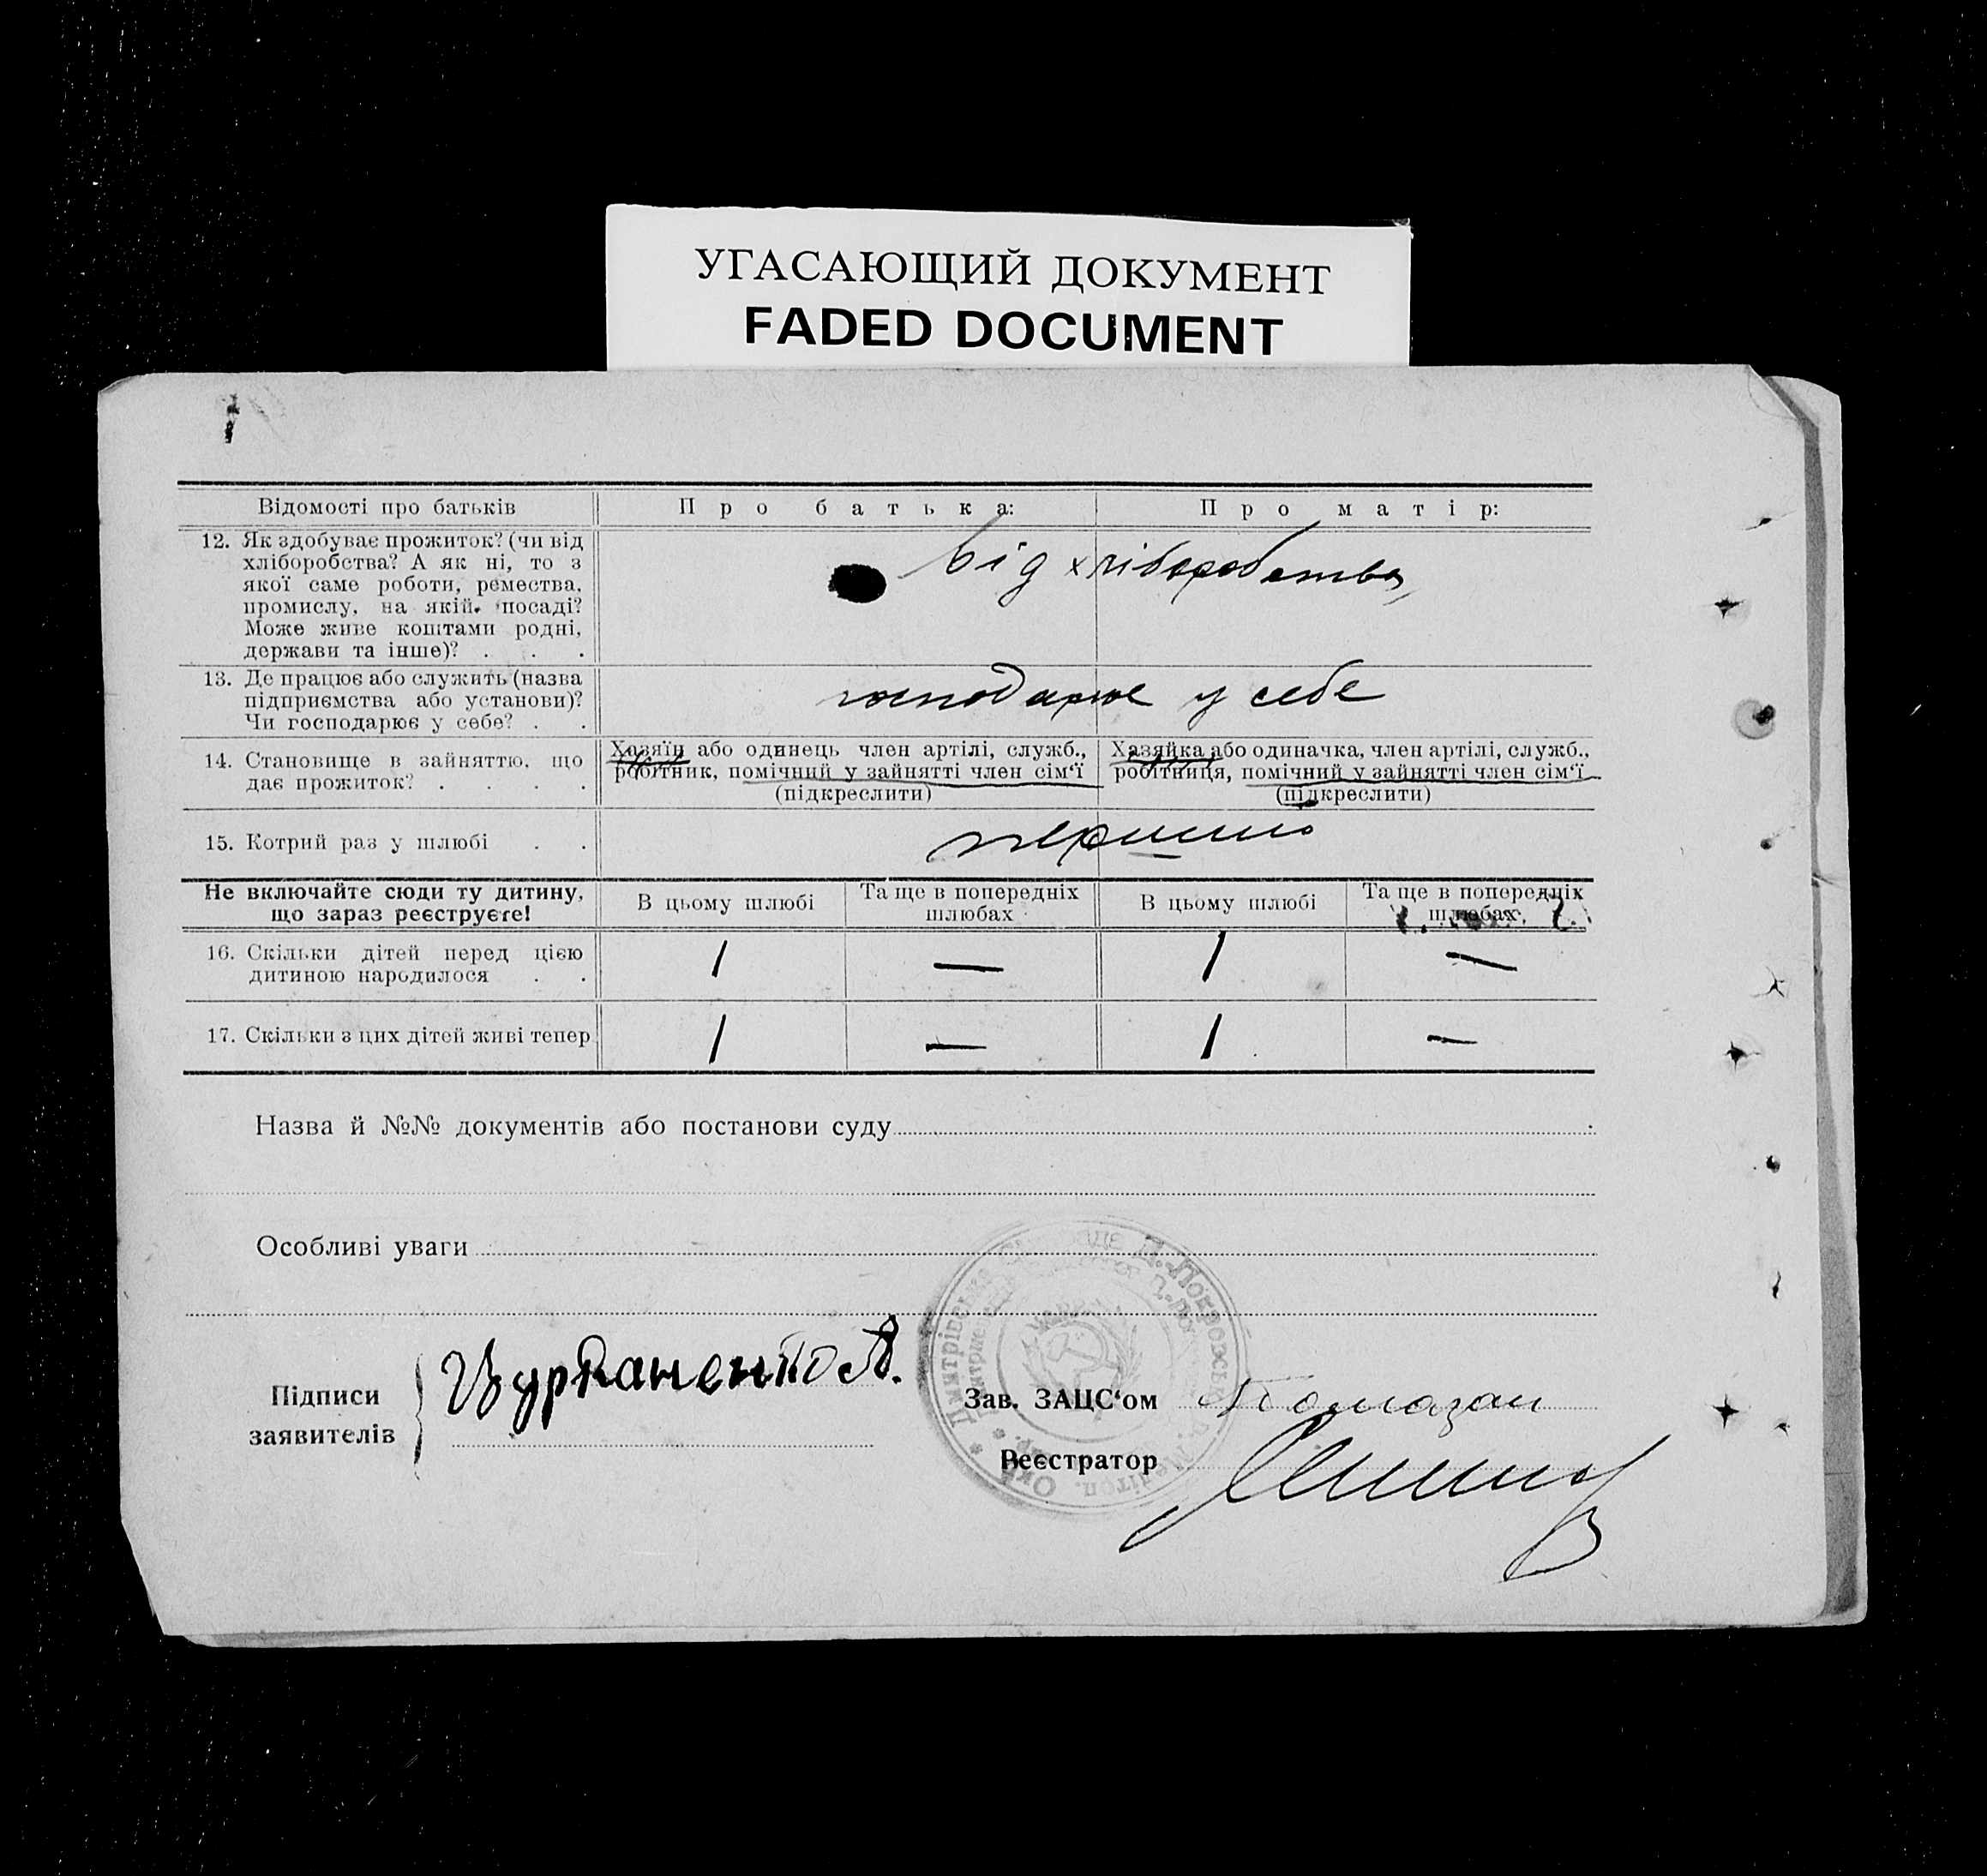 УГАСАЮЩИЙ ДОКУМЕНТ
FADED DOCUMENT
Відомості про батьків
Про батька:
Про матір:
12. Як здобуває прожиток? (чи від
хліборобства? А як ні, то з
якої саме роботи, ремества,
промислу, на якій посаді?
Може живе коштами родні,
держави та інше)? . . .
від хліборобства
13. Де працює або служить (назва
підприємства або установи)?
Чи господарює у себе? . .
господарює у себе
14. Становище в зайняттю, що
дає прожиток? . . . .
Хазяїн або одинець член артілі, служб.,
робітник, помічний у зайнятті член сім'ї
(підкреслити)
Хазяйка або одиначка, член артілі, служб.,
робітниця, помічний у зайнятті член сім'ї
(підкреслити)
15. Котрий раз у шлюбі . .
перший
Не включайте сюди ту дитину,
що зараз реєструєте!
В цьому шлюбі
Та ще в попередніх
шлюбах
В цьому шлюбі
Та ще в попередніх
шлюбах
16. Скільки дітей перед цією
дитиною народилося . .
1 — 1 —
17. Скільки з цих дітей живі тепер
1 — 1 —
Назва й №№ документів або постанови суду
Особливі уваги
Підписи
заявителів
Цурканенко А.
Зав. ЗАЦС'ом
Реєстратор